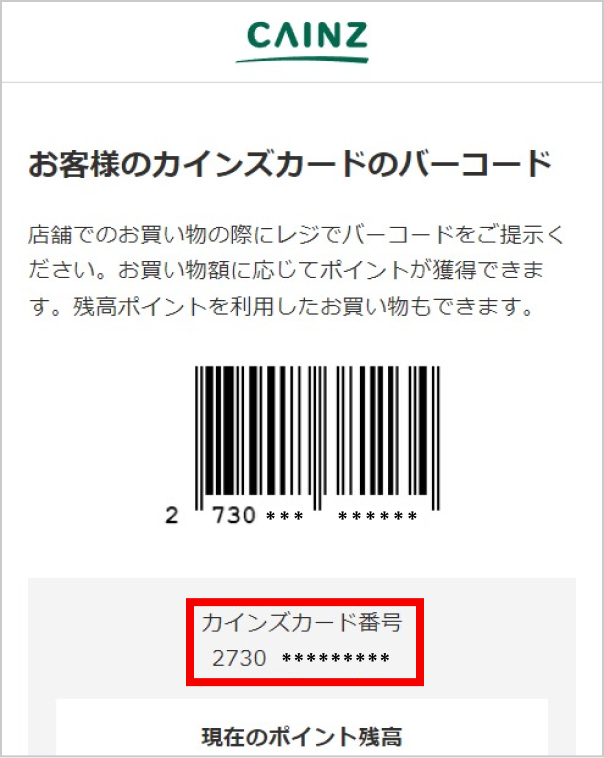 CAINZ
お客様のカインズカードのバーコード
店舗でのお買い物の際にレジでバーコードをご提示く
ださい。お買い物額に応じてポイントが獲得できま
す。残高ポイントを利用したお買い物もできます。
2 730 *** ******
カインズカード番号
2730 *********
現在のポイント残高